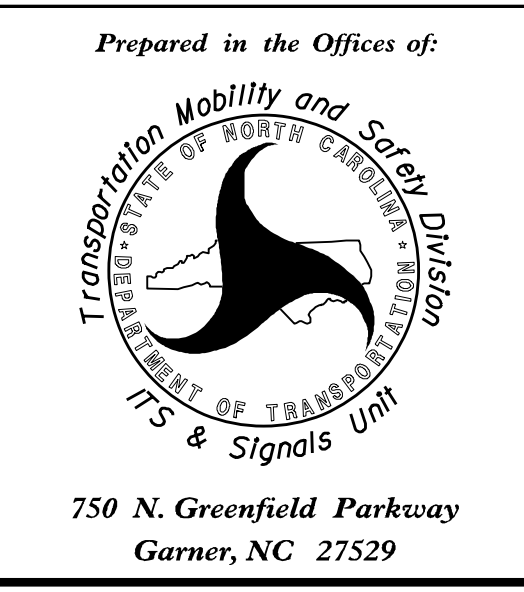 Prepared in the Offices of:
Transportation Mobility and Safety Division
STATE OF NORTH CAROLINA
DEPARTMENT OF TRANSPORTATION
ITS & Signals Unit
750 N. Greenfield Parkway
Garner, NC 27529